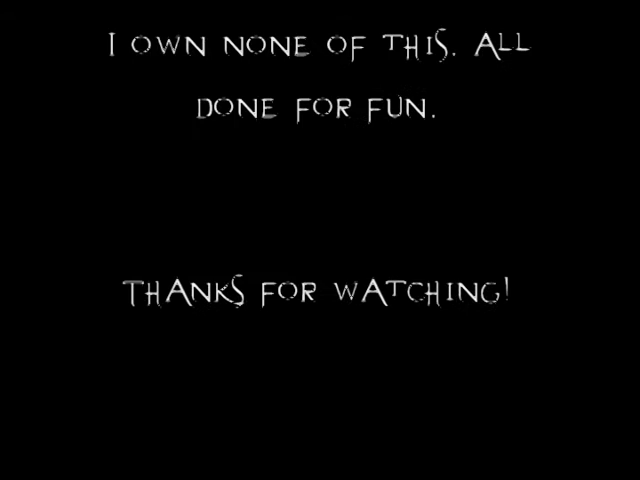 I OWN NONE OF THIS. ALL
DONE FOR FUN.
THANKS FOR WATCHING!